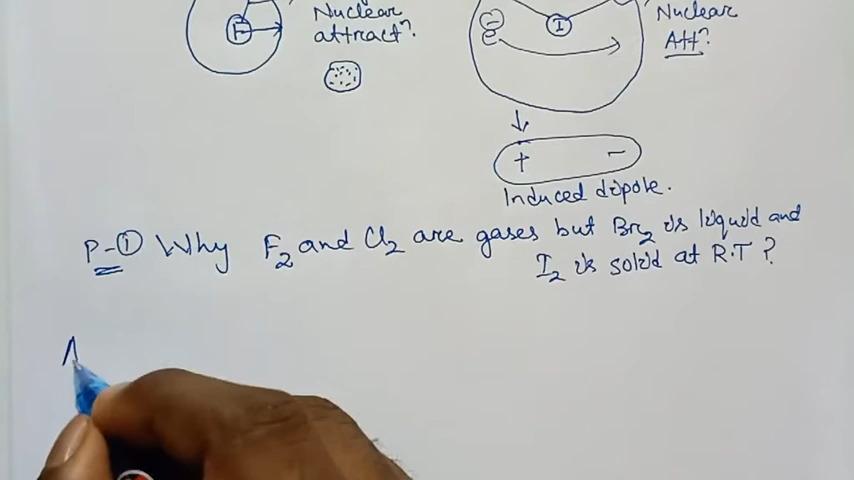 Nuclear
attract?
F
Nuclear
Att?
I
e
+ −
Induced dipole.
P-① Why F₂ and Cl₂ are gases but Br₂ is liquid and
I₂ is solid at R.T ?
A